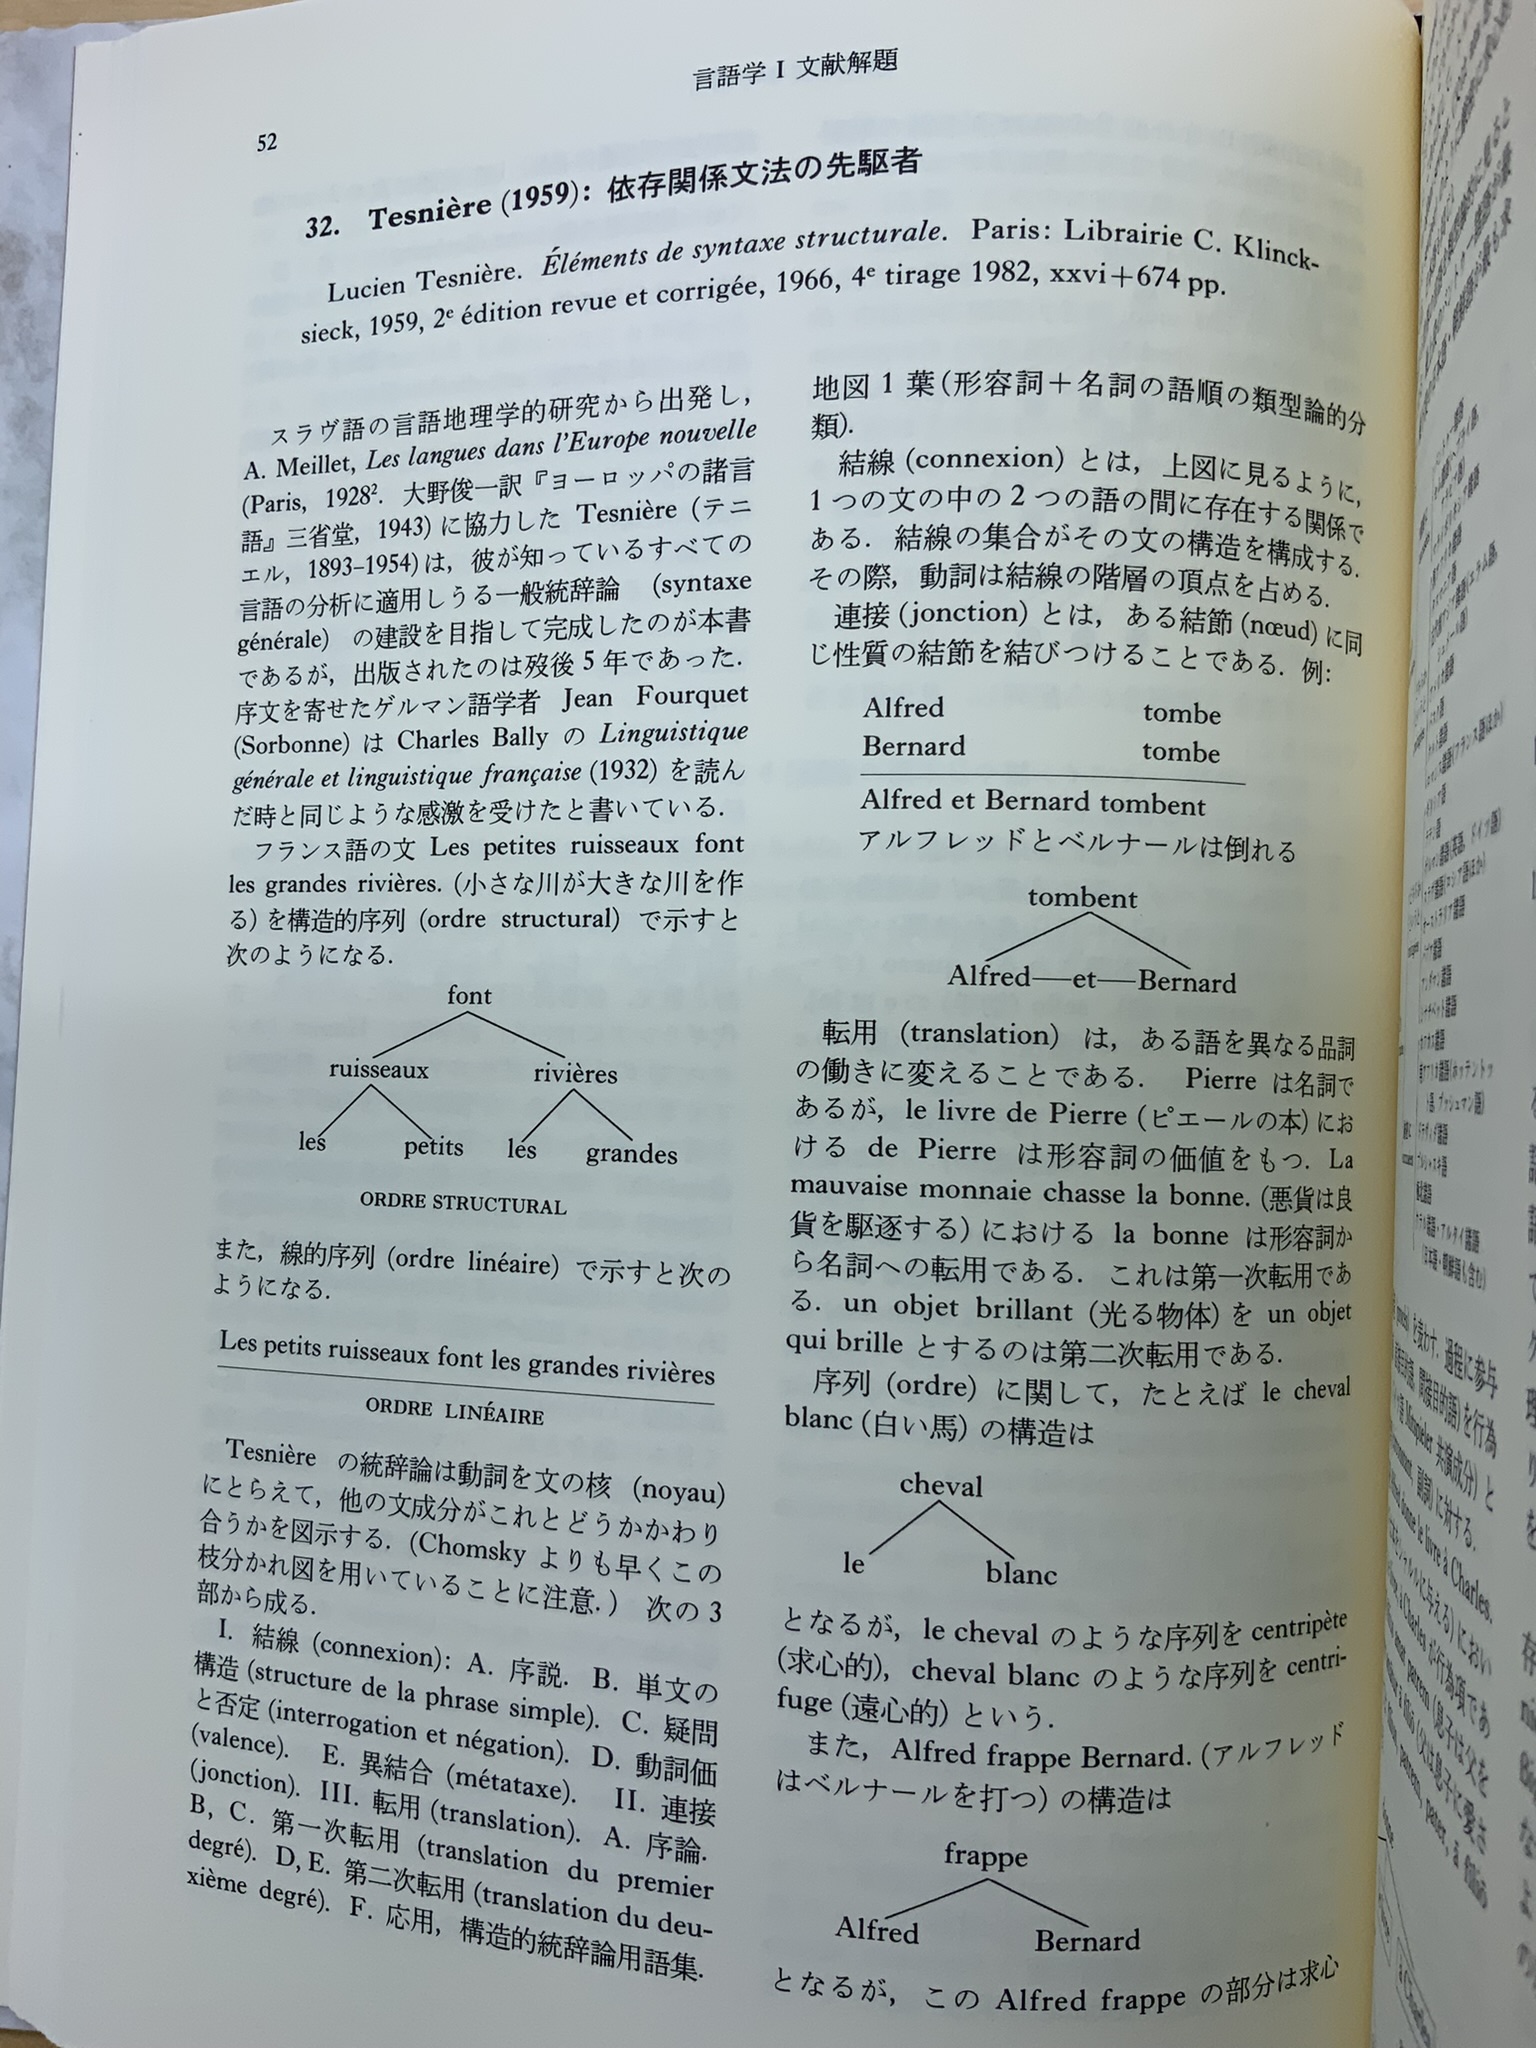 言語学 I 文献解題
52
32. Tesnière (1959): 依存関係文法の先駆者
Lucien Tesnière. Éléments de syntaxe structurale. Paris: Librairie C. Klinck-
sieck, 1959, 2e édition revue et corrigée, 1966, 4e tirage 1982, xxvi+674 pp.
スラヴ語の言語地理学的研究から出発し,
A. Meillet, Les langues dans l'Europe nouvelle
(Paris, 1928². 大野俊一訳『ヨーロッパの諸言
語』三省堂, 1943) に協力した Tesnière (テニ
エル, 1893–1954) は, 彼が知っているすべての
言語の分析に適用しうる一般統辞論 (syntaxe
générale) の建設を目指して完成したのが本書
であるが, 出版されたのは歿後 5 年であった.
序文を寄せたゲルマン語学者 Jean Fourquet
(Sorbonne) は Charles Bally の Linguistique
générale et linguistique française (1932) を読ん
だ時と同じような感激を受けたと書いている.
フランス語の文 Les petites ruisseaux font
les grandes rivières. (小さな川が大きな川を作
る) を構造的序列 (ordre structural) で示すと
次のようになる.
font
ruisseaux rivières
les petits les grandes
ORDRE STRUCTURAL
また, 線的序列 (ordre linéaire) で示すと次の
ようになる.
Les petits ruisseaux font les grandes rivières
ORDRE LINÉAIRE
Tesnière の統辞論は動詞を文の核 (noyau)
にとらえて, 他の文成分がこれとどうかかわり
合うかを図示する. (Chomsky よりも早くこの
枝分かれ図を用いていることに注意.) 次の 3
部から成る.
I. 結線 (connexion): A. 序説. B. 単文の
構造 (structure de la phrase simple). C. 疑問
と否定 (interrogation et négation). D. 動詞価
(valence). E. 異結合 (métataxe). II. 連接
(jonction). III. 転用 (translation). A. 序論.
B, C. 第一次転用 (translation du premier
degré). D, E. 第二次転用 (translation du deu-
xième degré). F. 応用, 構造的統辞論用語集.
地図 1 葉 (形容詞＋名詞の語順の類型論的分
類).
結線 (connexion) とは, 上図に見るように,
1 つの文の中の 2 つの語の間に存在する関係で
ある. 結線の集合がその文の構造を構成する.
その際, 動詞は結線の階層の頂点を占める.
連接 (jonction) とは, ある結節 (nœud) に同
じ性質の結節を結びつけることである. 例:
Alfred tombe
Bernard tombe
Alfred et Bernard tombent
アルフレッドとベルナールは倒れる
tombent
Alfred—et—Bernard
転用 (translation) は, ある語を異なる品詞
の働きに変えることである. Pierre は名詞で
あるが, le livre de Pierre (ピエールの本) にお
ける de Pierre は形容詞の価値をもつ. La
mauvaise monnaie chasse la bonne. (悪貨は良
貨を駆逐する) における la bonne は形容詞か
ら名詞への転用である. これは第一次転用であ
る. un objet brillant (光る物体) を un objet
qui brille とするのは第二次転用である.
序列 (ordre) に関して, たとえば le cheval
blanc (白い馬) の構造は
cheval
le blanc
となるが, le cheval のような序列を centripète
(求心的), cheval blanc のような序列を centri-
fuge (遠心的) という.
また, Alfred frappe Bernard. (アルフレッド
はベルナールを打つ) の構造は
frappe
Alfred Bernard
となるが, この Alfred frappe の部分は求心